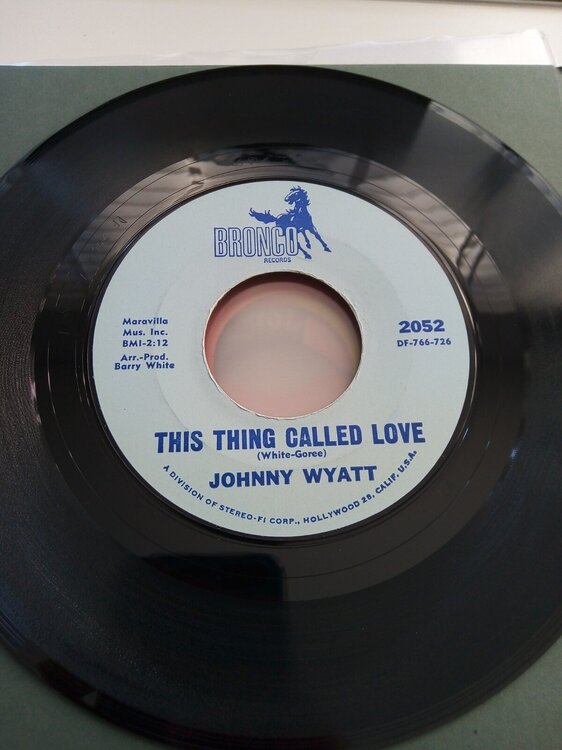 BRONCO
RECORDS
Maravilla
Mus. Inc.
BMI-2:12
Arr.-Prod.
Barry White
2052
DF-766-726
THIS THING CALLED LOVE
(White-Goree)
JOHNNY WYATT
A DIVISION OF STEREO-FI CORP., HOLLYWOOD 28, CALIF. U.S.A.